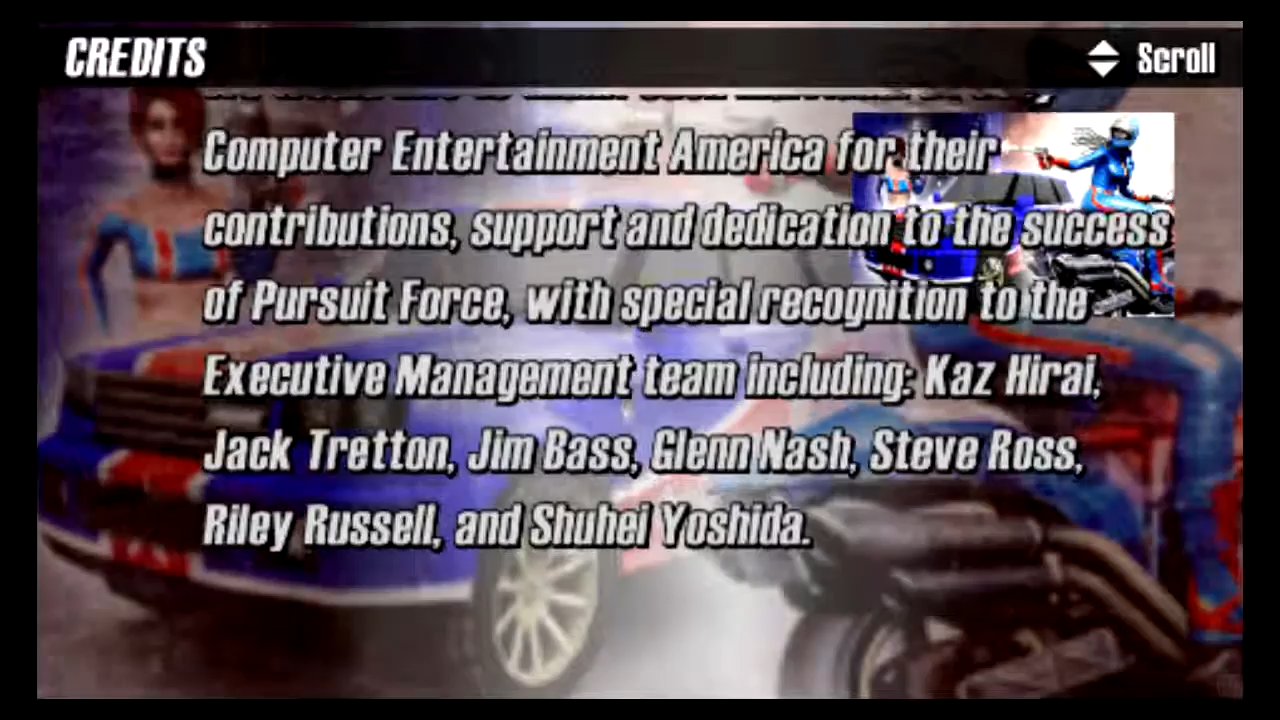 CREDITS
Scroll
Computer Entertainment America for their
contributions, support and dedication to the success
of Pursuit Force, with special recognition to the
Executive Management team including: Kaz Hirai,
Jack Tretton, Jim Bass, Glenn Nash, Steve Ross,
Riley Russell, and Shuhei Yoshida.